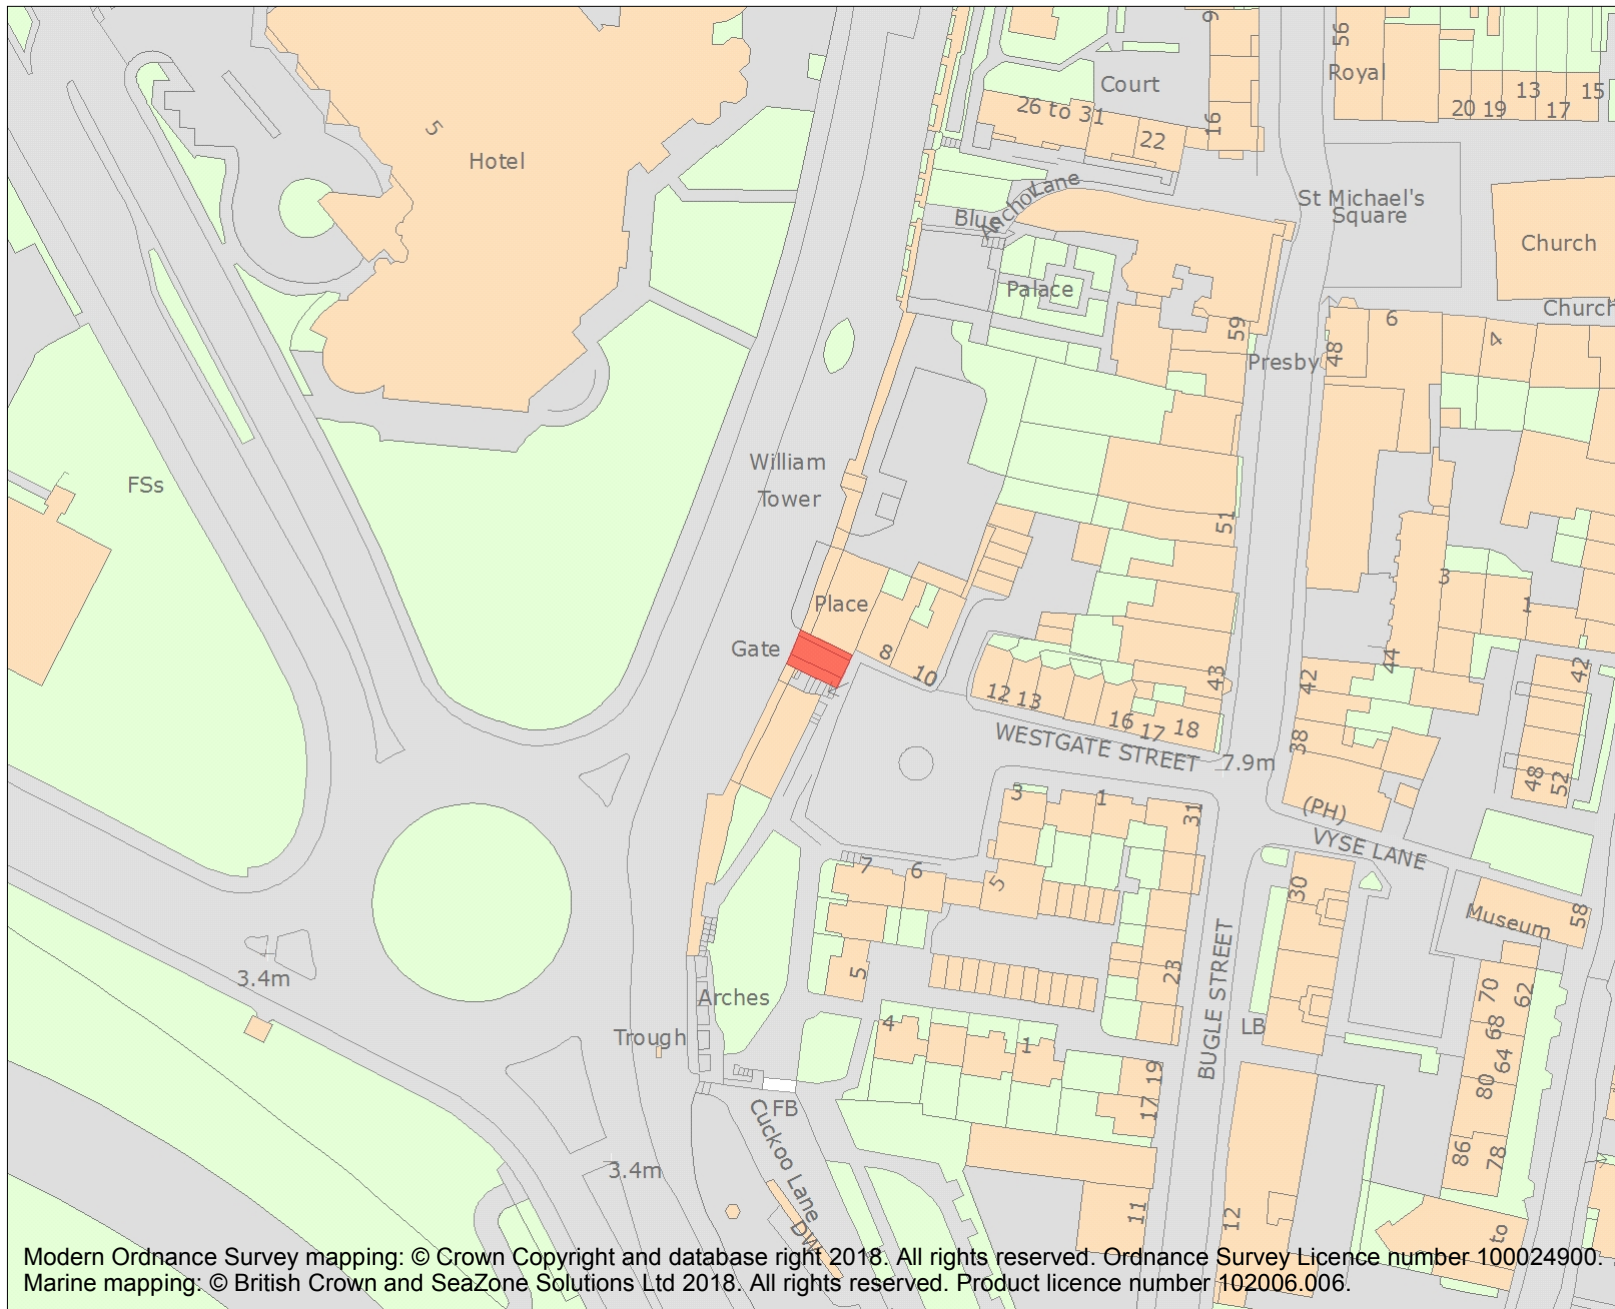 9
56
Royal
Court
13
15
26 to 31
20 19
17
16
22
5
Hotel
Blue
Anchor
Lane
St Michael's
Square
Church
Palace
Church
6
4
59
48
Presby
William
FSs
Tower
51
3
1
Place
Gate
8
10
44
42
43
42
12 13
16
17
18
38
WESTGATE STREET
7.9m
48
52
3
1
31
(PH)
VYSE LANE
7
6
5
30
Museum
58
5
23
BUGLE STREET
3.4m
70
62
Arches
4
LB
68
Trough
1
64
19
80
17
FB
Cuckoo Lane
3.4m
86
78
11
12
to
DW
Modern Ordnance Survey mapping: © Crown Copyright and database right 2018. All rights reserved. Ordnance Survey Licence number 100024900.
Marine mapping: © British Crown and SeaZone Solutions Ltd 2018. All rights reserved. Product licence number 102006.006.